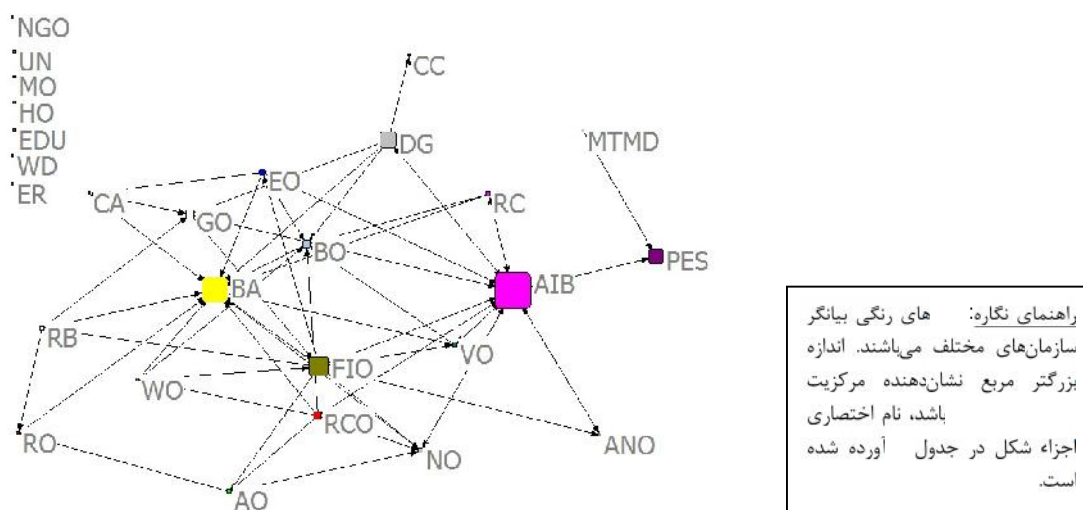 NGO
UN
MO
HO
EDU
WD
ER
CC
DG
MTMD
EO
CA
GO
RC
BO
PES
BA
AIB
RB
VO
FIO
WO
RCO
RO
NO
ANO
AO
راهنمای نگاره: های رنگی بیانگر
سازمان‌های مختلف می‌باشند. اندازه
بزرگتر مربع نشان‌دهنده مرکزیت
باشد، نام اختصاری
اجزاء شکل در جدول آورده شده
است.